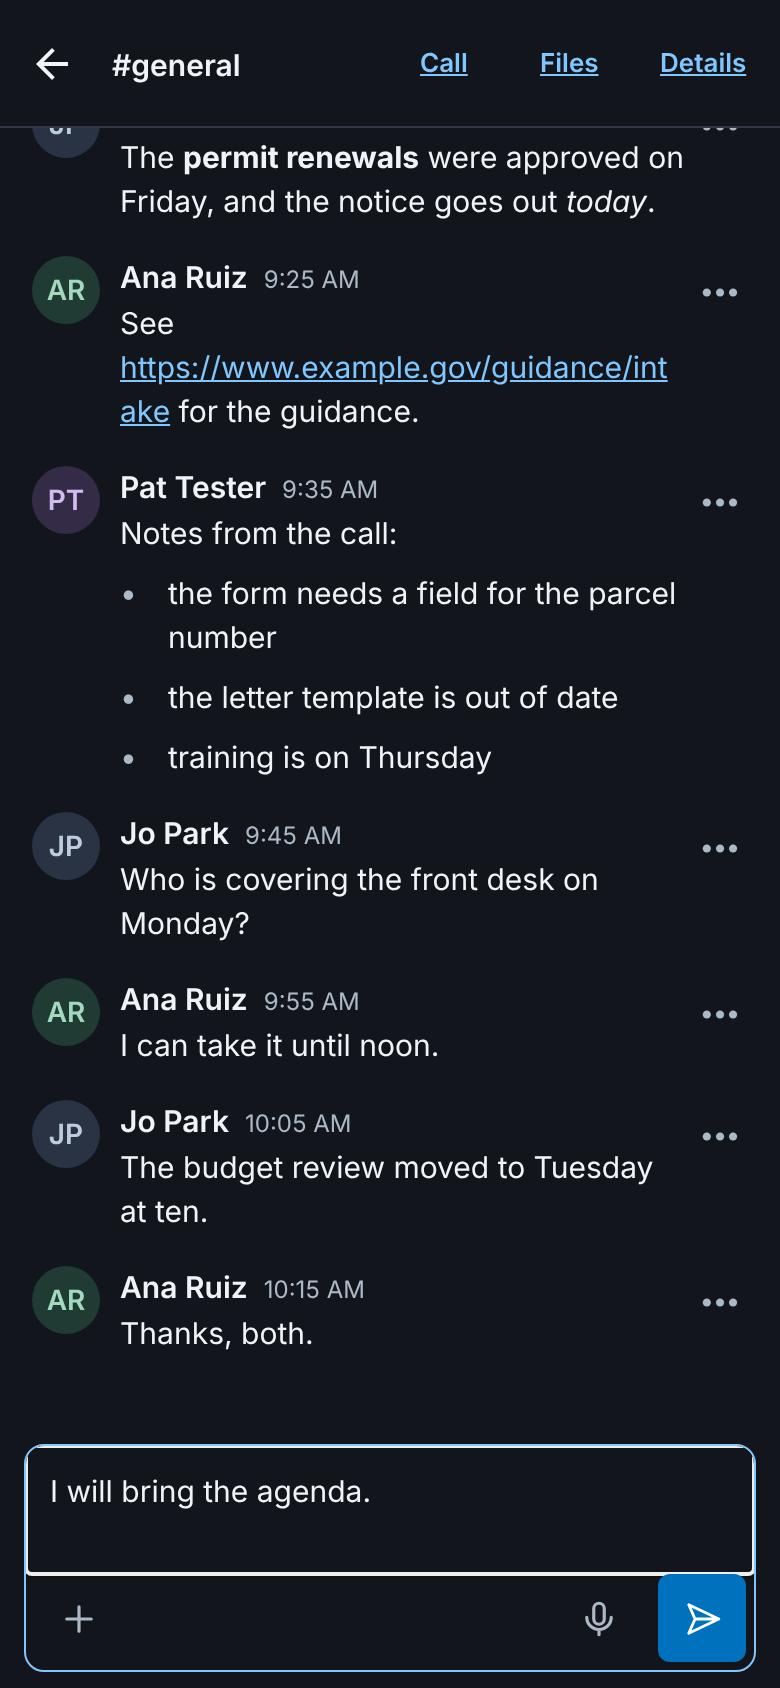 #general
Call
Files
Details
The permit renewals were approved on
Friday, and the notice goes out today.
AR
Ana Ruiz 9:25 AM
See
https://www.example.gov/guidance/int
ake for the guidance.
PT
Pat Tester 9:35 AM
Notes from the call:
• the form needs a field for the parcel
number
• the letter template is out of date
• training is on Thursday
JP
Jo Park 9:45 AM
Who is covering the front desk on
Monday?
AR
Ana Ruiz 9:55 AM
I can take it until noon.
JP
Jo Park 10:05 AM
The budget review moved to Tuesday
at ten.
AR
Ana Ruiz 10:15 AM
Thanks, both.
I will bring the agenda.